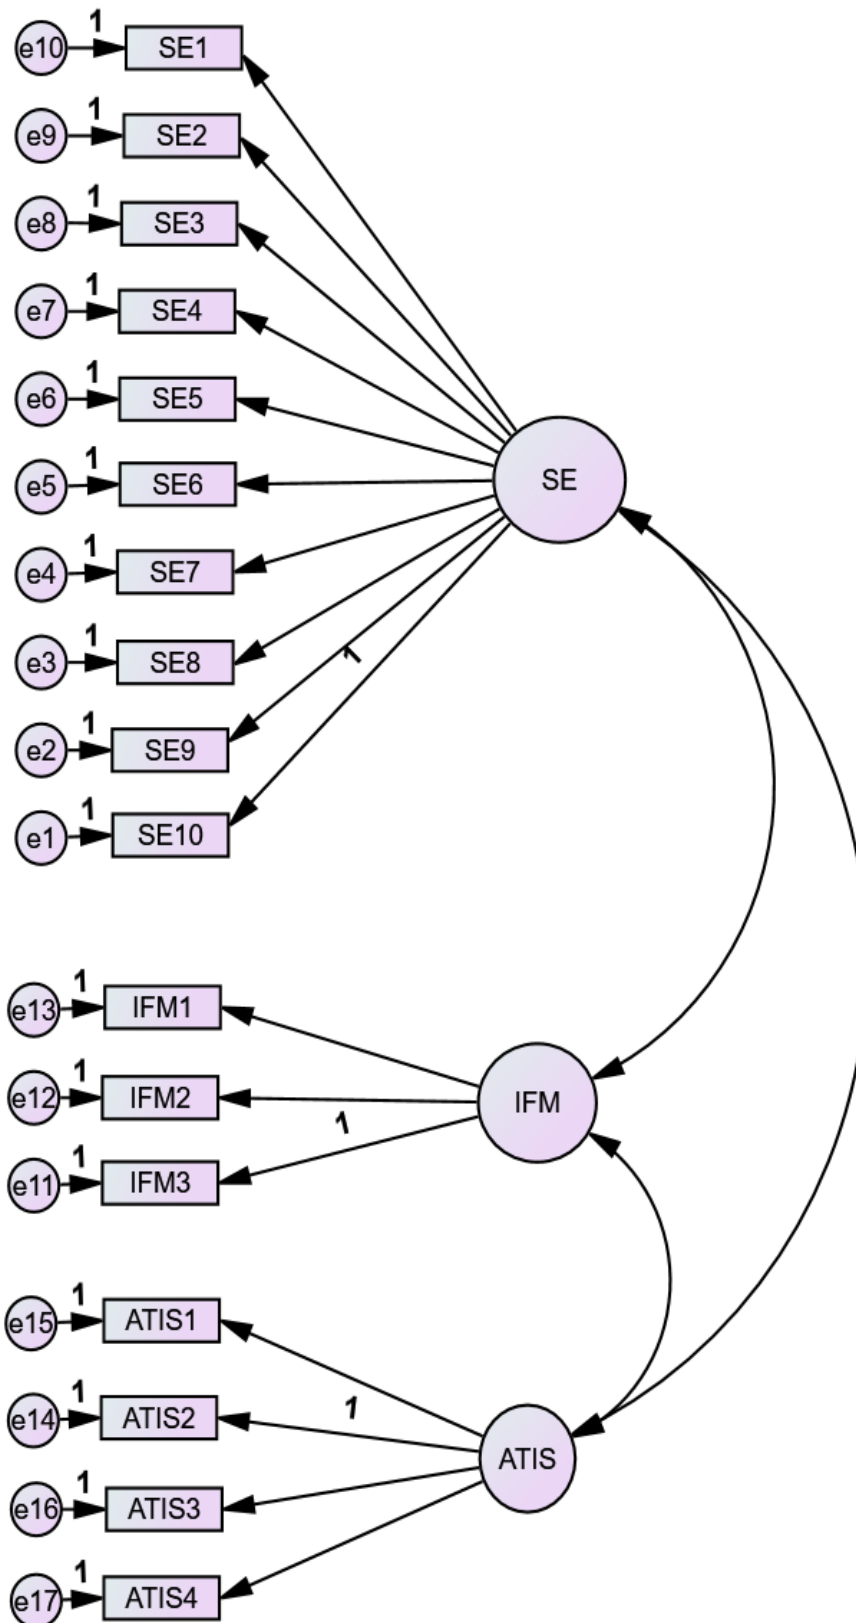 1
e10 SE1
1
e9 SE2
1
e8 SE3
1
e7 SE4
1
e6 SE5
1
e5 SE6
SE
1
e4 SE7
1
e3 SE8
1
1
e2 SE9
1
e1 SE10
1
e13 IFM1
1
e12 IFM2
IFM
1
1
e11 IFM3
1
e15 ATIS1
1
1
e14 ATIS2
ATIS
1
e16 ATIS3
1
e17 ATIS4